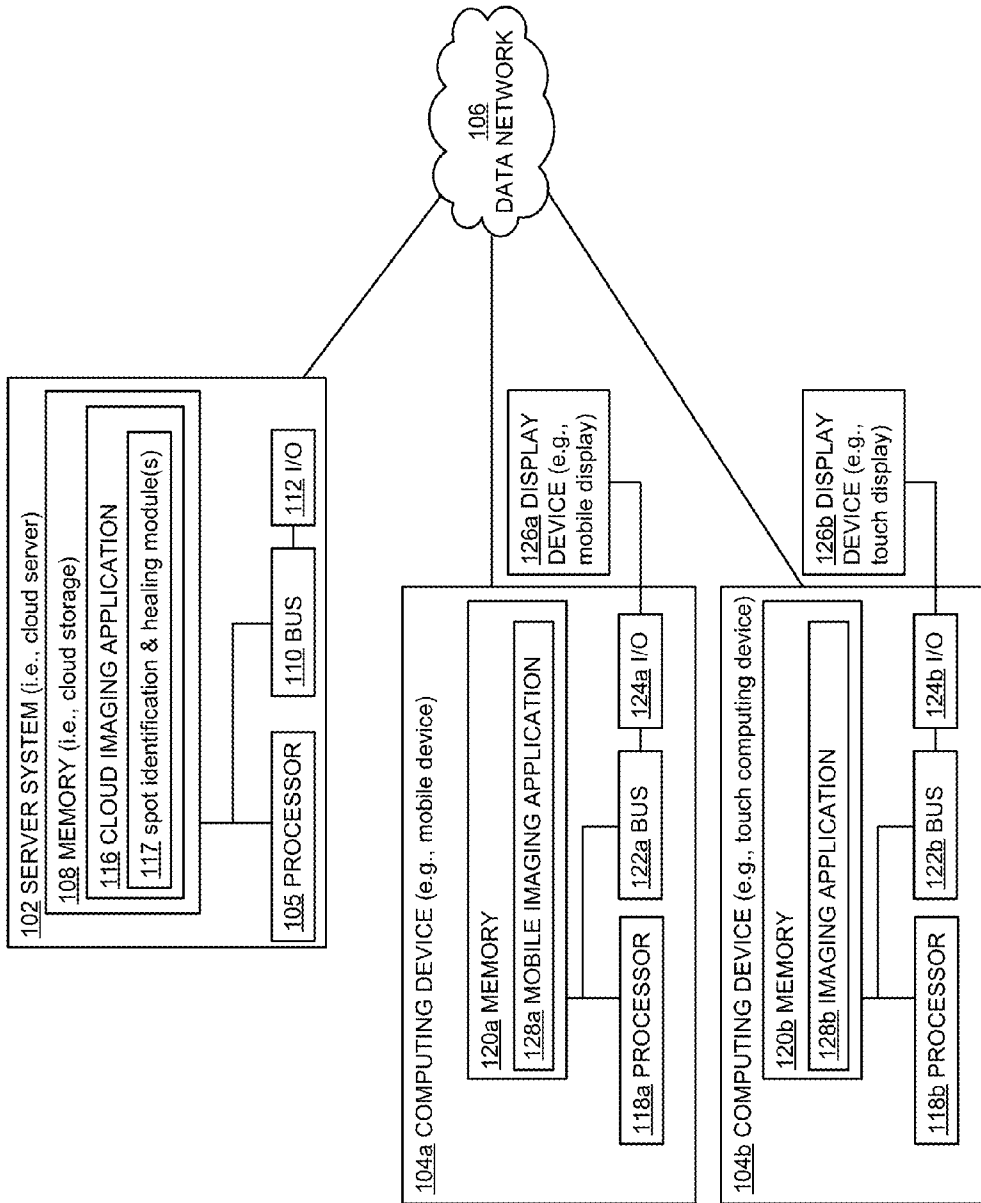 102 SERVER SYSTEM (i.e., cloud server)
108 MEMORY (i.e., cloud storage)
116 CLOUD IMAGING APPLICATION
117 spot identification & healing module(s)
105 PROCESSOR
110 BUS
112 I/O
106
DATA NETWORK
104a COMPUTING DEVICE (e.g., mobile device)
120a MEMORY
128a MOBILE IMAGING APPLICATION
118a PROCESSOR
122a BUS
124a I/O
126a DISPLAY
DEVICE (e.g.,
mobile display)
104b COMPUTING DEVICE (e.g., touch computing device)
120b MEMORY
128b IMAGING APPLICATION
118b PROCESSOR
122b BUS
124b I/O
126b DISPLAY
DEVICE (e.g.,
touch display)